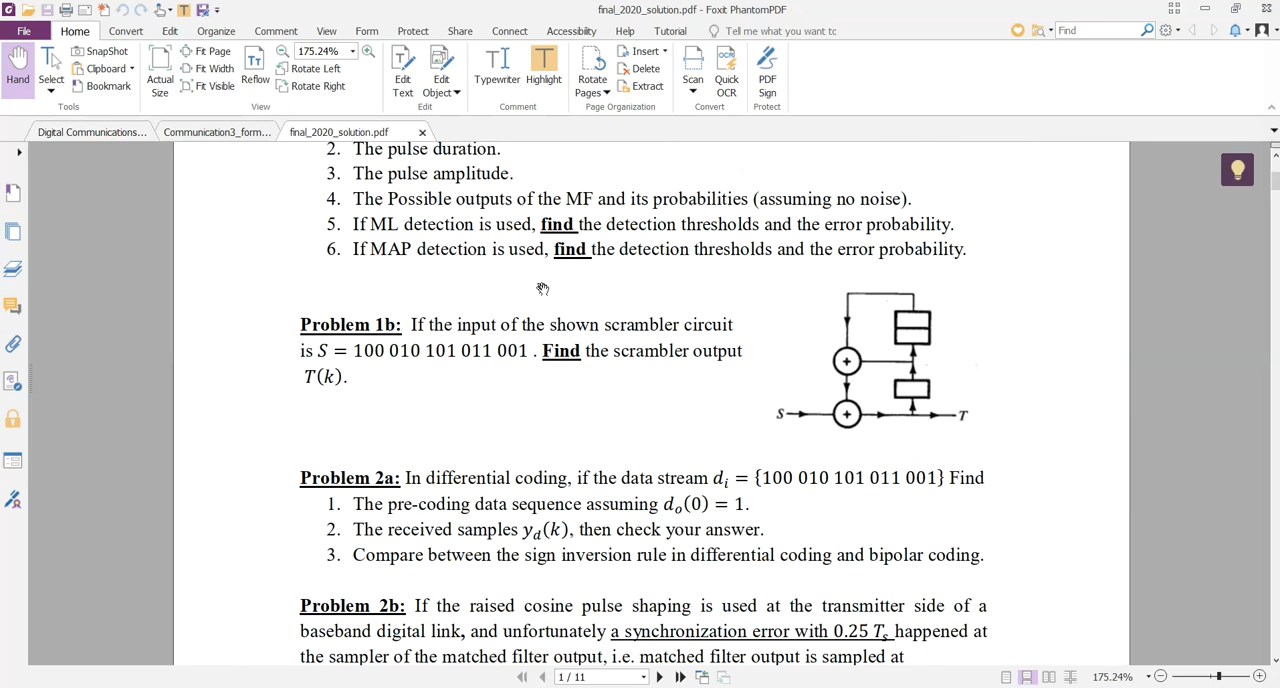 final_2020_solution.pdf - Foxit PhantomPDF
File Home Convert Edit Organize Comment View Form Protect Share Connect Accessibility Help Tutorial Tell me what you want to Find
Hand Select SnapShot Clipboard Bookmark Tools
Actual Size Fit Page Fit Width Fit Visible Reflow 175.24% Rotate Left Rotate Right View
Edit Text Edit Object Edit
Typewriter Highlight Comment
Rotate Pages Insert Delete Extract Page Organization
Scan Quick OCR Convert
PDF Sign Protect
Digital Communications... Communication3_form... final_2020_solution.pdf
2. The pulse duration.
3. The pulse amplitude.
4. The Possible outputs of the MF and its probabilities (assuming no noise).
5. If ML detection is used, find the detection thresholds and the error probability.
6. If MAP detection is used, find the detection thresholds and the error probability.
Problem 1b: If the input of the shown scrambler circuit
is S = 100 010 101 011 001 . Find the scrambler output
T(k).
+
S + T
Problem 2a: In differential coding, if the data stream d_i = {100 010 101 011 001} Find
1. The pre-coding data sequence assuming d_o(0) = 1.
2. The received samples y_d(k), then check your answer.
3. Compare between the sign inversion rule in differential coding and bipolar coding.
Problem 2b: If the raised cosine pulse shaping is used at the transmitter side of a
baseband digital link, and unfortunately a synchronization error with 0.25 T_s happened at
the sampler of the matched filter output, i.e. matched filter output is sampled at
1 / 11 175.24%